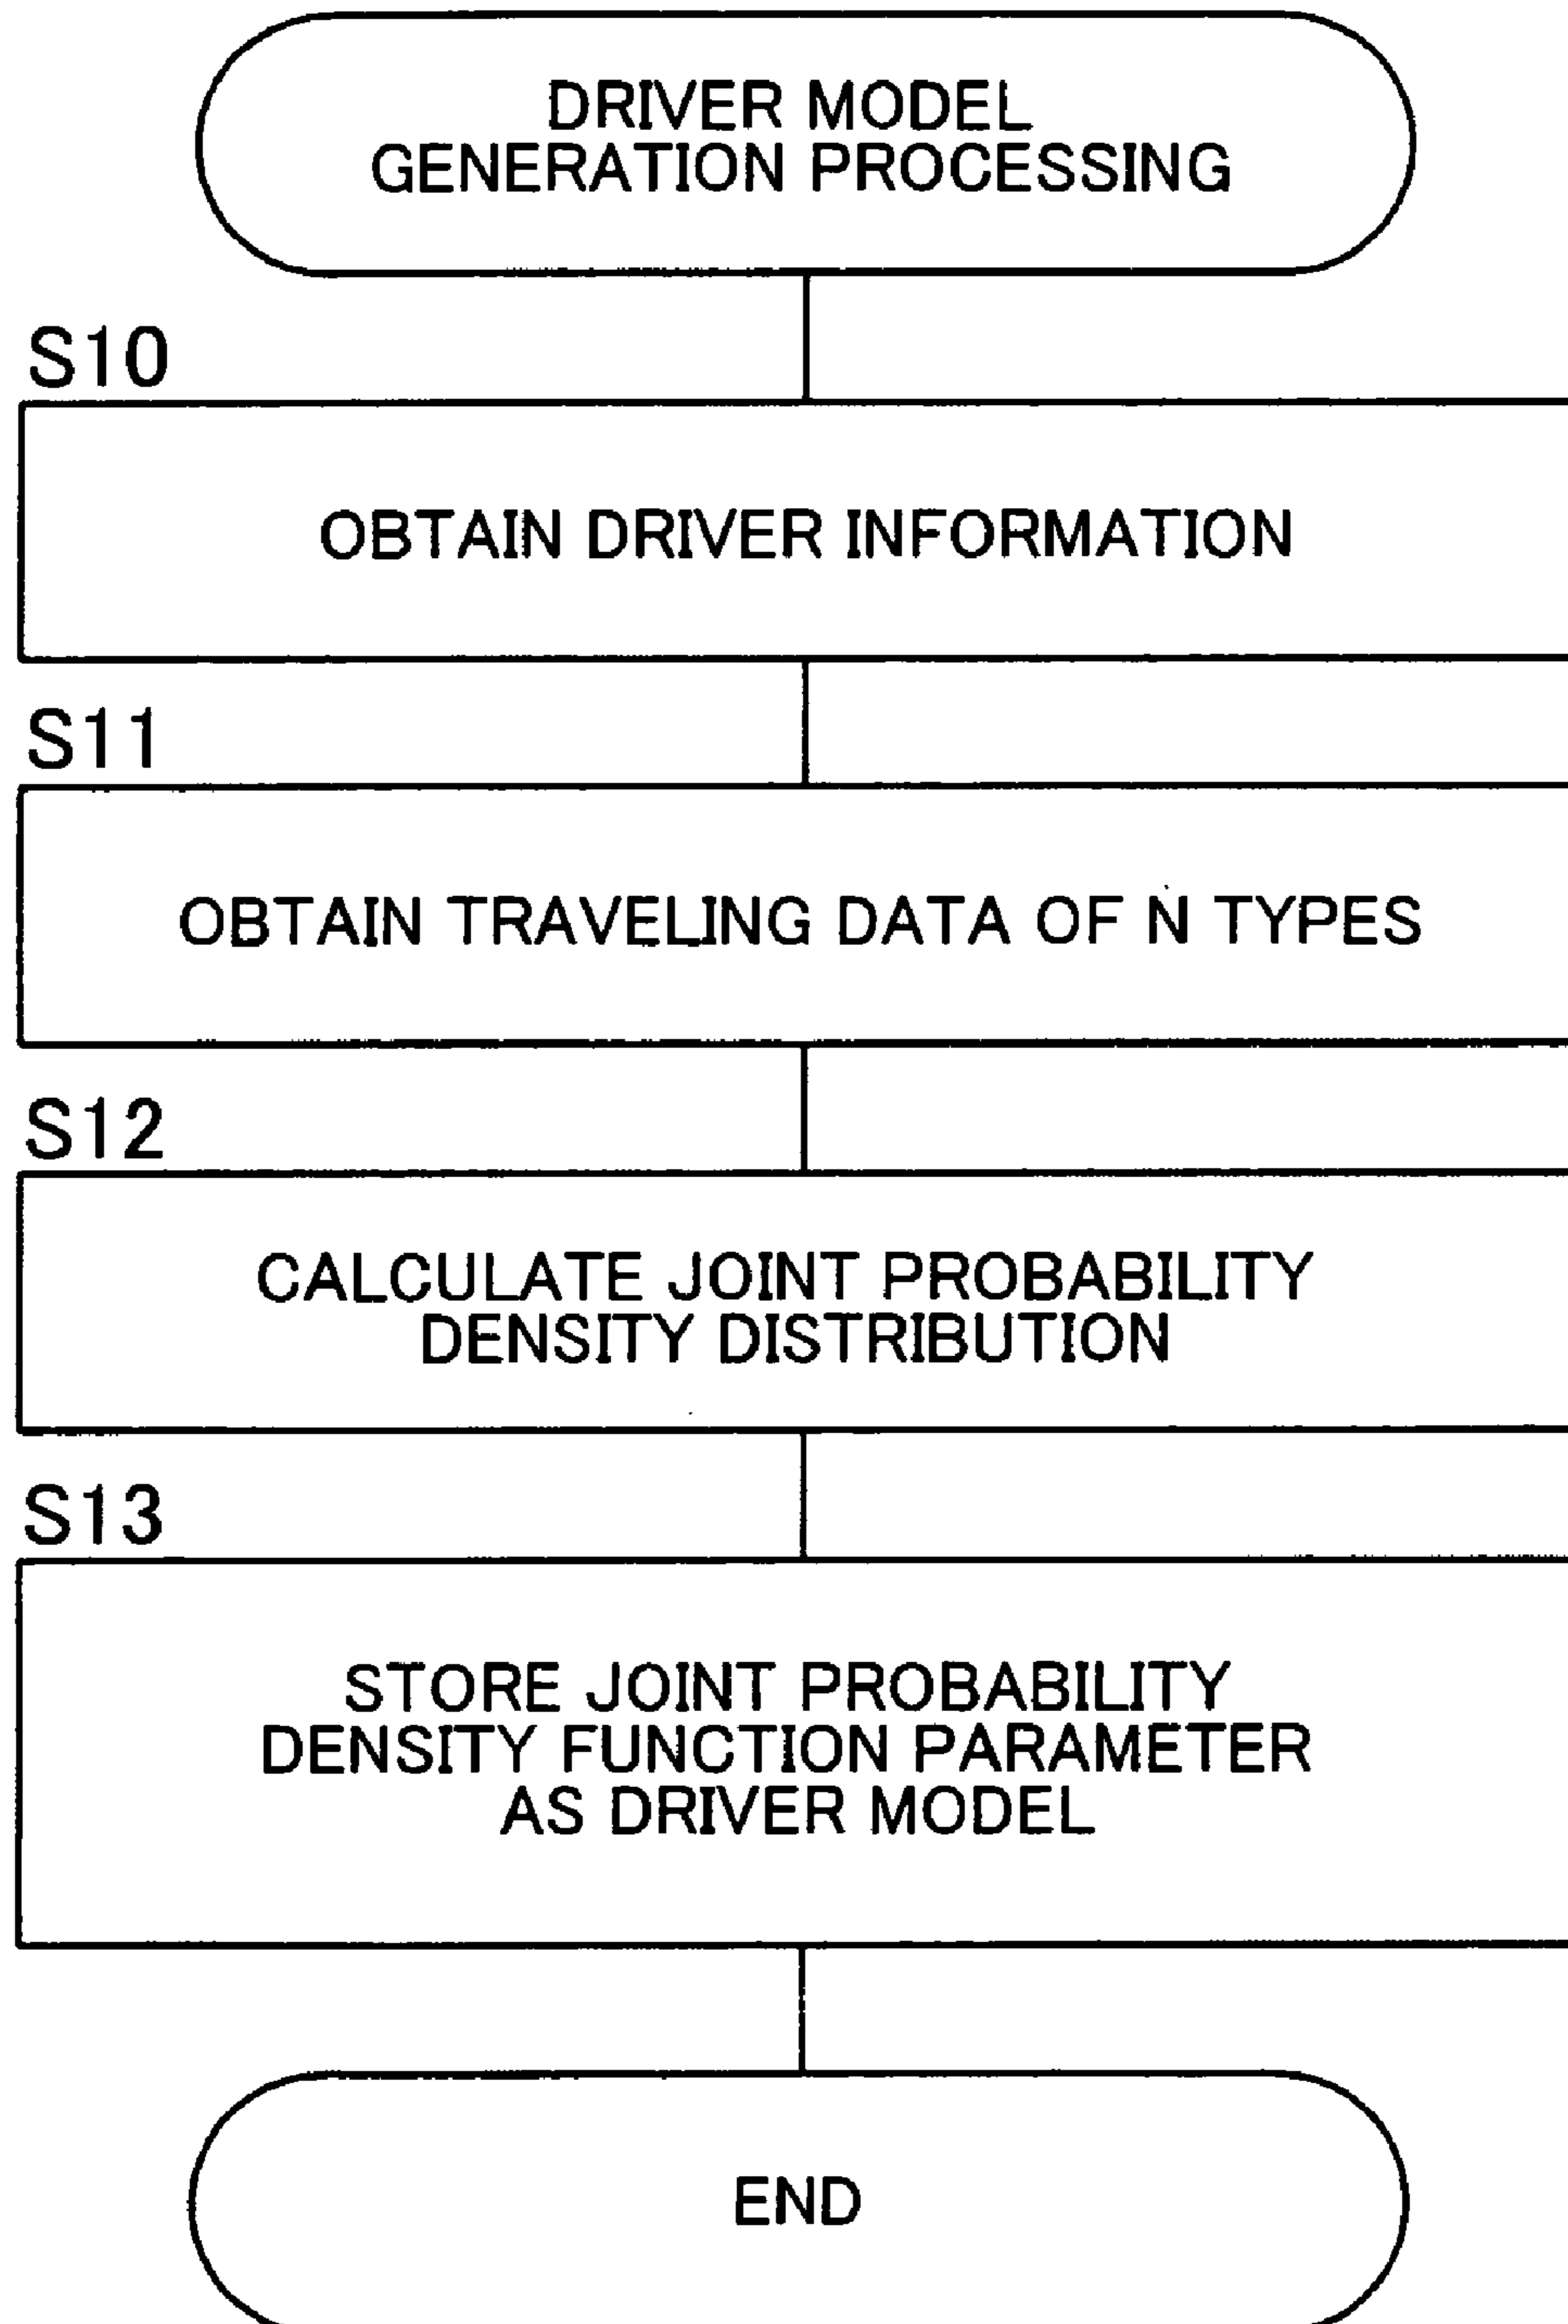 DRIVER MODEL
GENERATION PROCESSING
S10
OBTAIN DRIVER INFORMATION
S11
OBTAIN TRAVELING DATA OF N TYPES
S12
CALCULATE JOINT PROBABILITY
DENSITY DISTRIBUTION
S13
STORE JOINT PROBABILITY
DENSITY FUNCTION PARAMETER
AS DRIVER MODEL
END